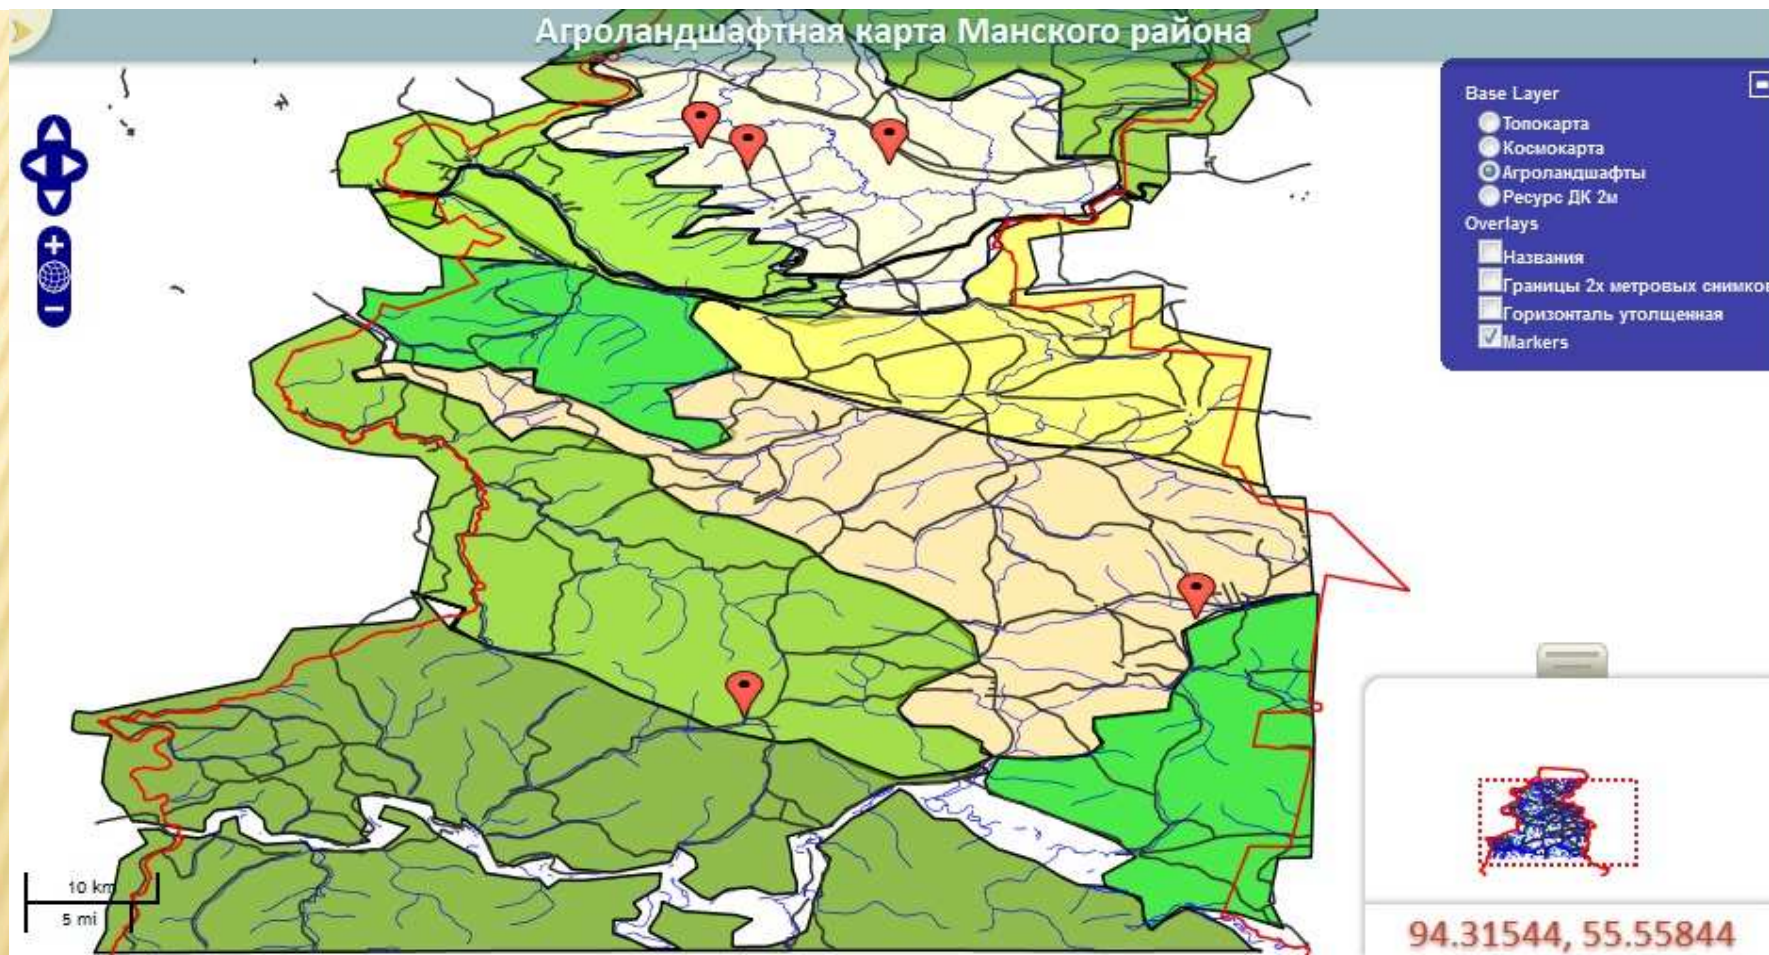 Агроландшафтная карта Манского района
Base Layer
Топокарта
Космокарта
Агроландшафты
Ресурс ДК 2м
Overlays
Названия
Границы 2х метровых снимков
Горизонталь утолщенная
Markers
10 km
5 mi
94.31544, 55.55844